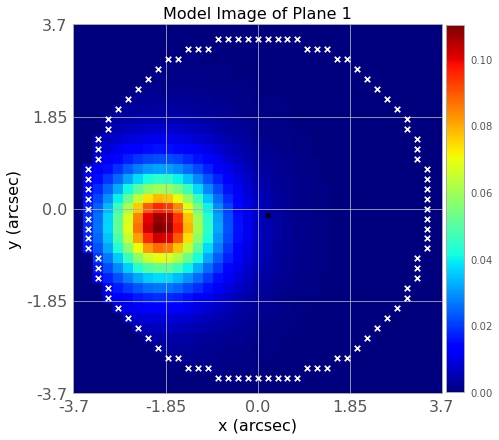 Model Image of Plane 1
3.7
1.85
0.0
-1.85
-3.7
y (arcsec)
-3.7 -1.85 0.0 1.85 3.7
x (arcsec)
0.10
0.08
0.06
0.04
0.02
0.00